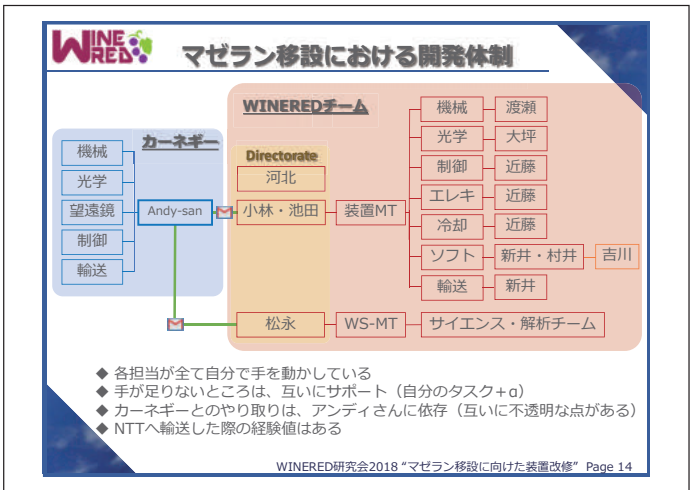 WINERED
マゼラン移設における開発体制
WINEREDチーム
カーネギー
Directorate
機械
光学
望遠鏡
制御
輸送
Andy-san
河北
小林・池田
装置MT
機械 渡瀬
光学 大坪
制御 近藤
エレキ 近藤
冷却 近藤
ソフト 新井・村井 吉川
輸送 新井
松永 WS-MT サイエンス・解析チーム
◆ 各担当が全て自分で手を動かしている
◆ 手が足りないところは、互いにサポート（自分のタスク+α）
◆ カーネギーとのやり取りは、アンディさんに依存（互いに不透明な点がある）
◆ NTTへ輸送した際の経験値はある
WINERED研究会2018 “マゼラン移設に向けた装置改修” Page 14